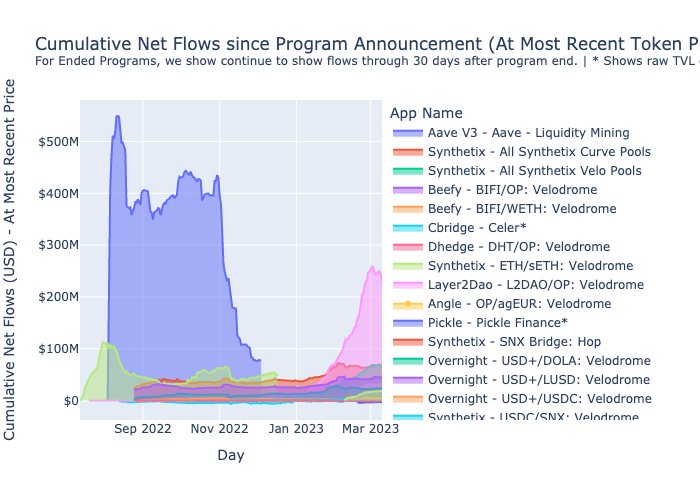 Cumulative Net Flows since Program Announcement (At Most Recent Token P
For Ended Programs, we show continue to show flows through 30 days after program end. | * Shows raw TVL
Cumulative Net Flows (USD) - At Most Recent Price
$500M
$400M
$300M
$200M
$100M
$0
Sep 2022
Nov 2022
Jan 2023
Mar 2023
Day
App Name
Aave V3 - Aave - Liquidity Mining
Synthetix - All Synthetix Curve Pools
Synthetix - All Synthetix Velo Pools
Beefy - BIFI/OP: Velodrome
Beefy - BIFI/WETH: Velodrome
Cbridge - Celer*
Dhedge - DHT/OP: Velodrome
Synthetix - ETH/sETH: Velodrome
Layer2Dao - L2DAO/OP: Velodrome
Angle - OP/agEUR: Velodrome
Pickle - Pickle Finance*
Synthetix - SNX Bridge: Hop
Overnight - USD+/DOLA: Velodrome
Overnight - USD+/LUSD: Velodrome
Overnight - USD+/USDC: Velodrome
Synthetix - USDC/SNX: Velodrome